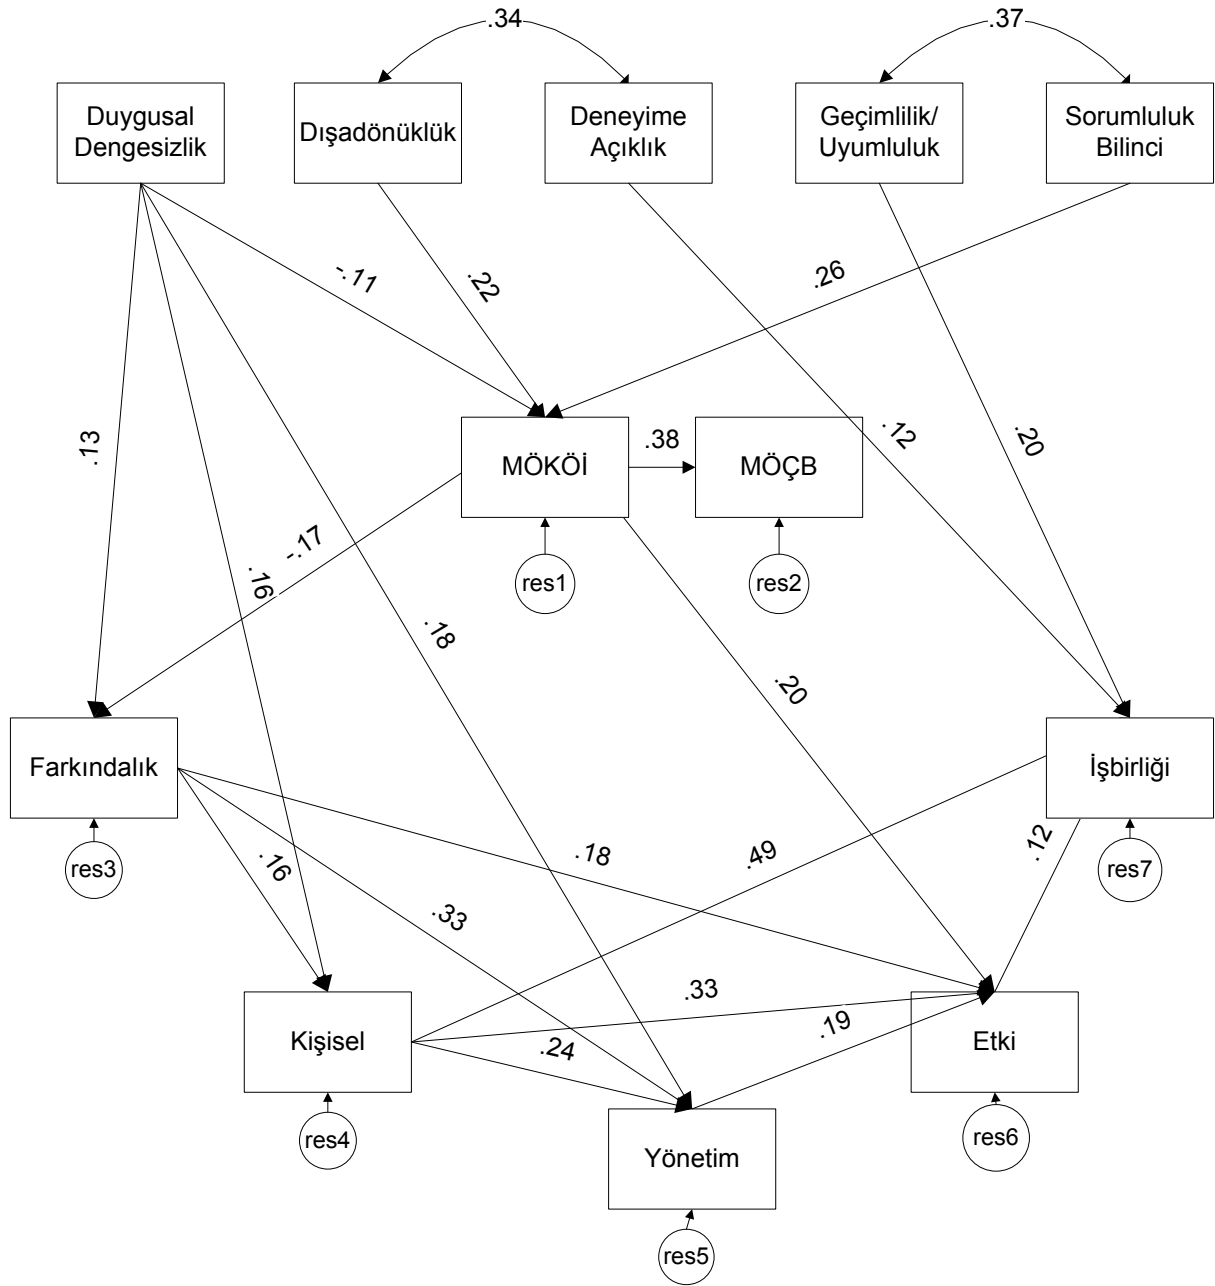 .34
.37
Duygusal
Dengesizlik
Dışadönüklük
Deneyime
Açıklık
Geçimlilik/
Uyumluluk
Sorumluluk
Bilinci
-.11
.22
.26
.13
.38
.12
.20
MÖKÖİ
MÖÇB
-.17
.16
res1
res2
.18
.20
Farkındalık
İşbirliği
res3
.16
.18
.49
.12
res7
.33
.33
.19
.24
Kişisel
Etki
res4
res6
Yönetim
res5